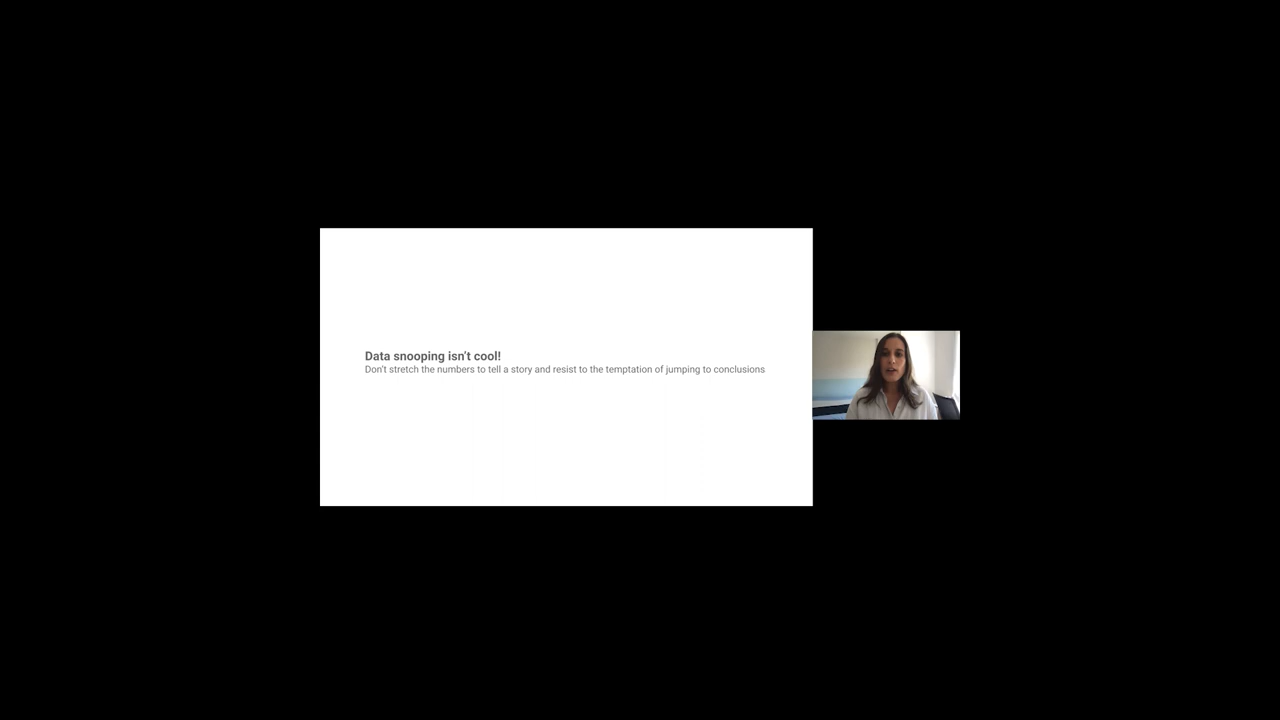 Data snooping isn't cool!
Don't stretch the numbers to tell a story and resist to the temptation of jumping to conclusions